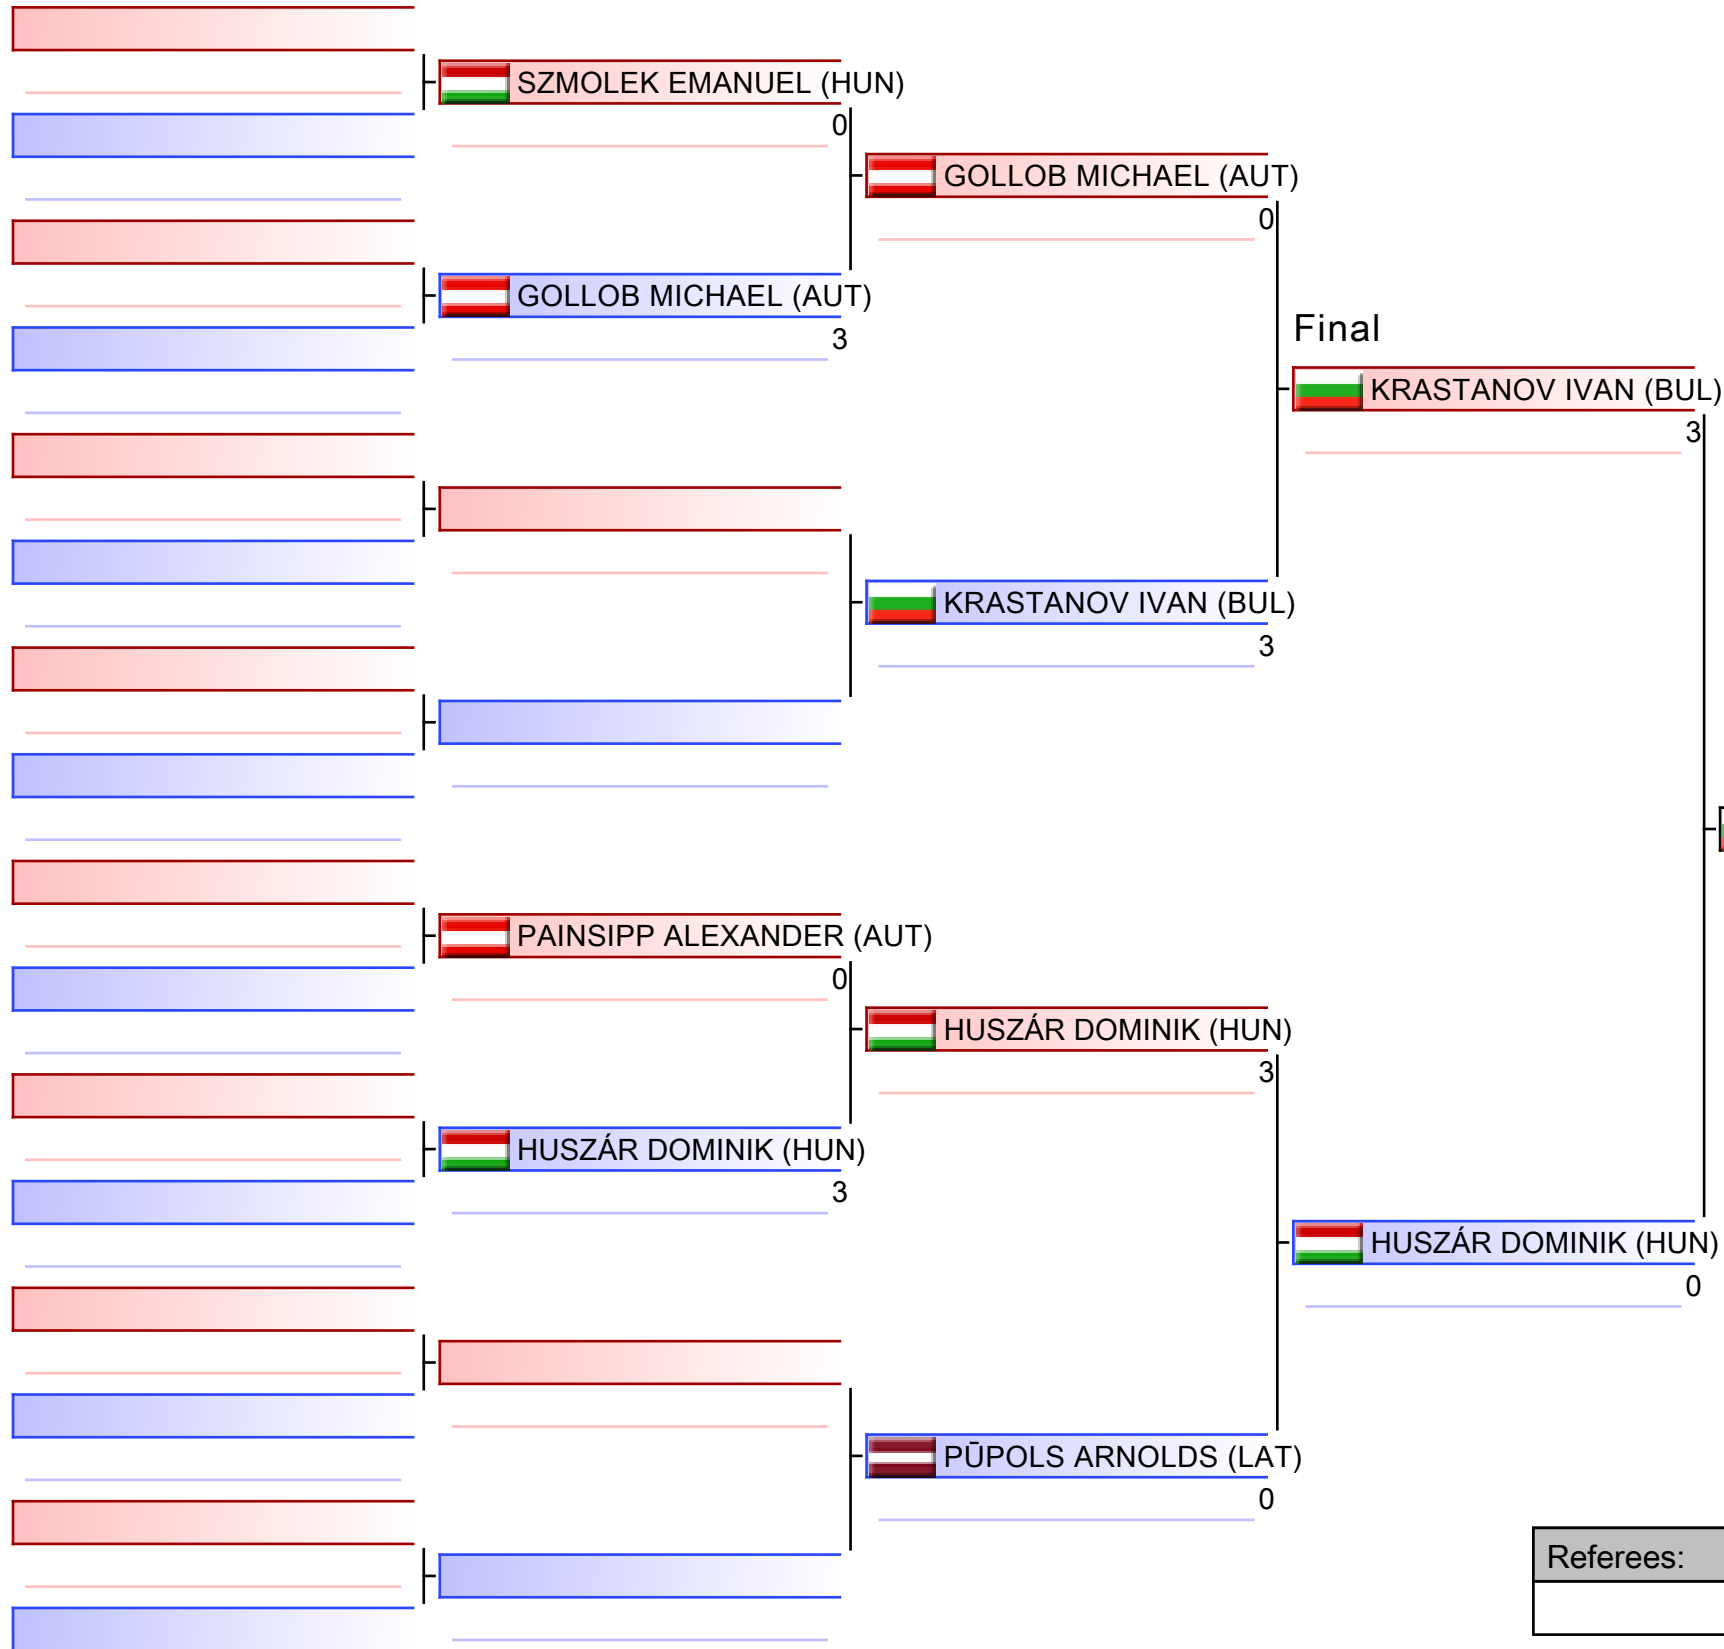 SZMOLEK EMANUEL (HUN)
0
GOLLOB MICHAEL (AUT)
0
GOLLOB MICHAEL (AUT)
3
Final
KRASTANOV IVAN (BUL)
3
KRASTANOV IVAN (BUL)
3
PAINSIPP ALEXANDER (AUT)
0
HUSZÁR DOMINIK (HUN)
3
HUSZÁR DOMINIK (HUN)
3
HUSZÁR DOMINIK (HUN)
0
PŪPOLS ARNOLDS (LAT)
0
Referees: